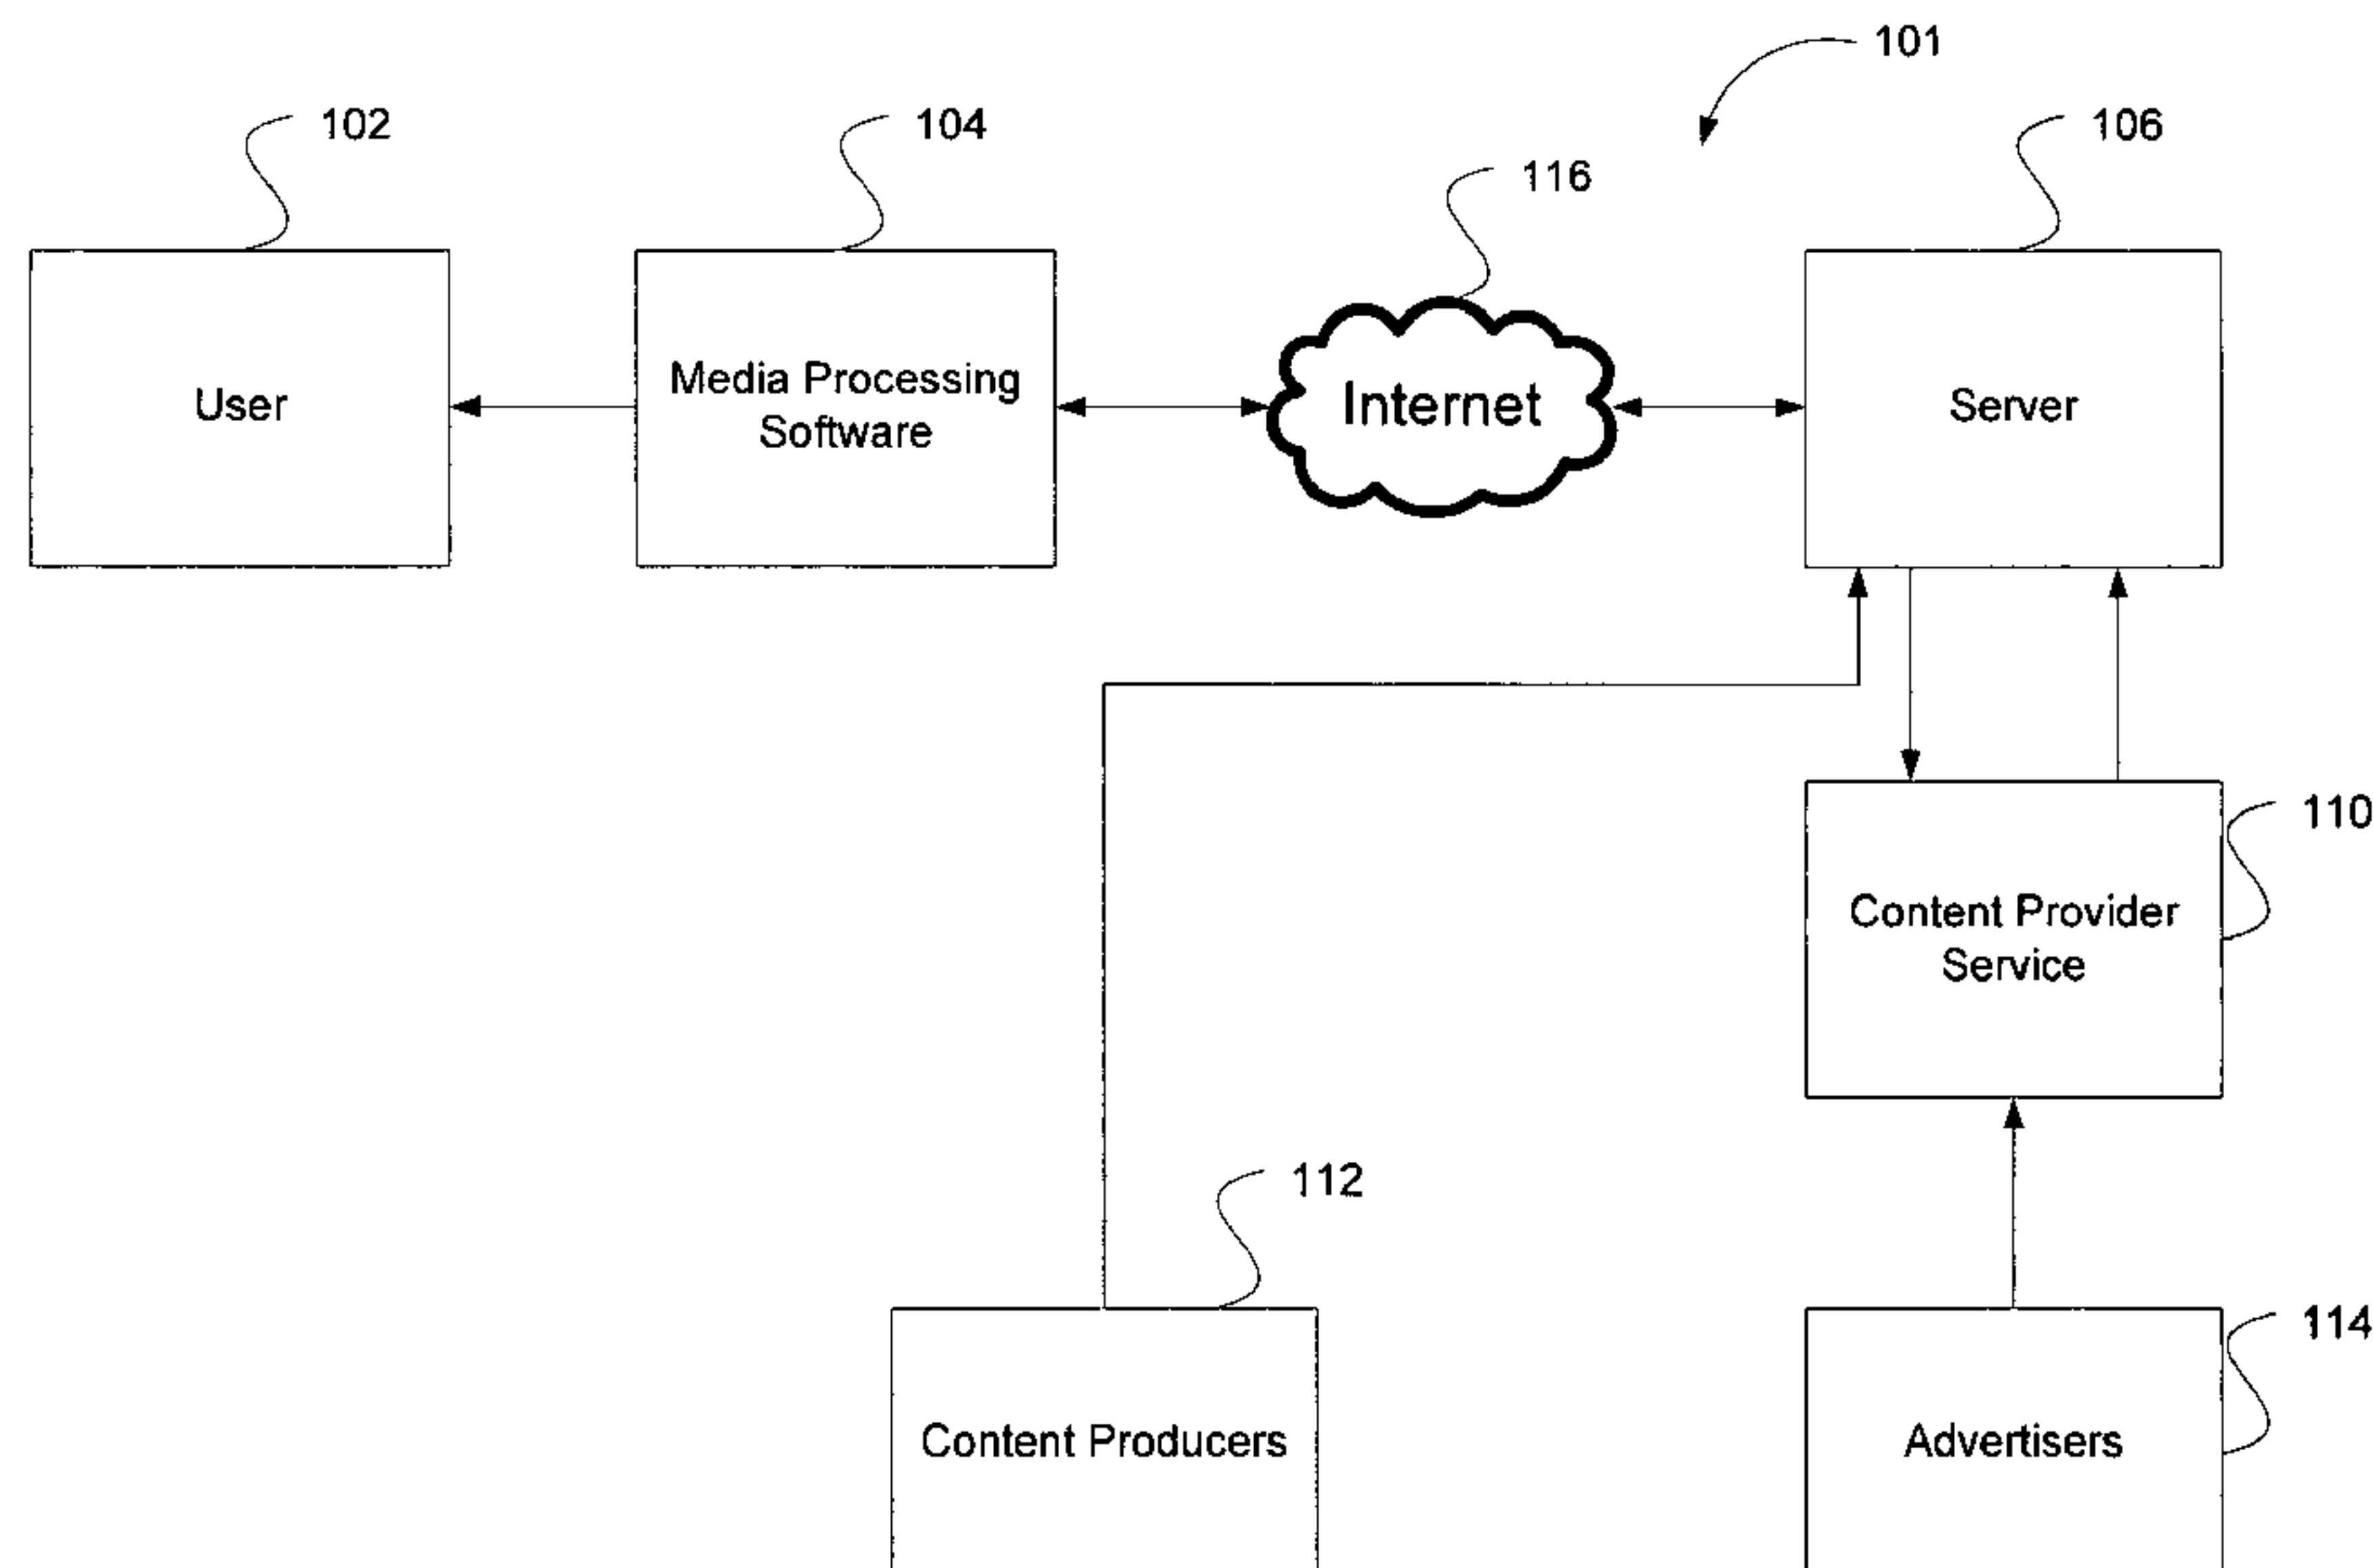 101
102
104
106
116
User
Media Processing
Software
Internet
Server
110
Content Provider
Service
112
114
Content Producers
Advertisers